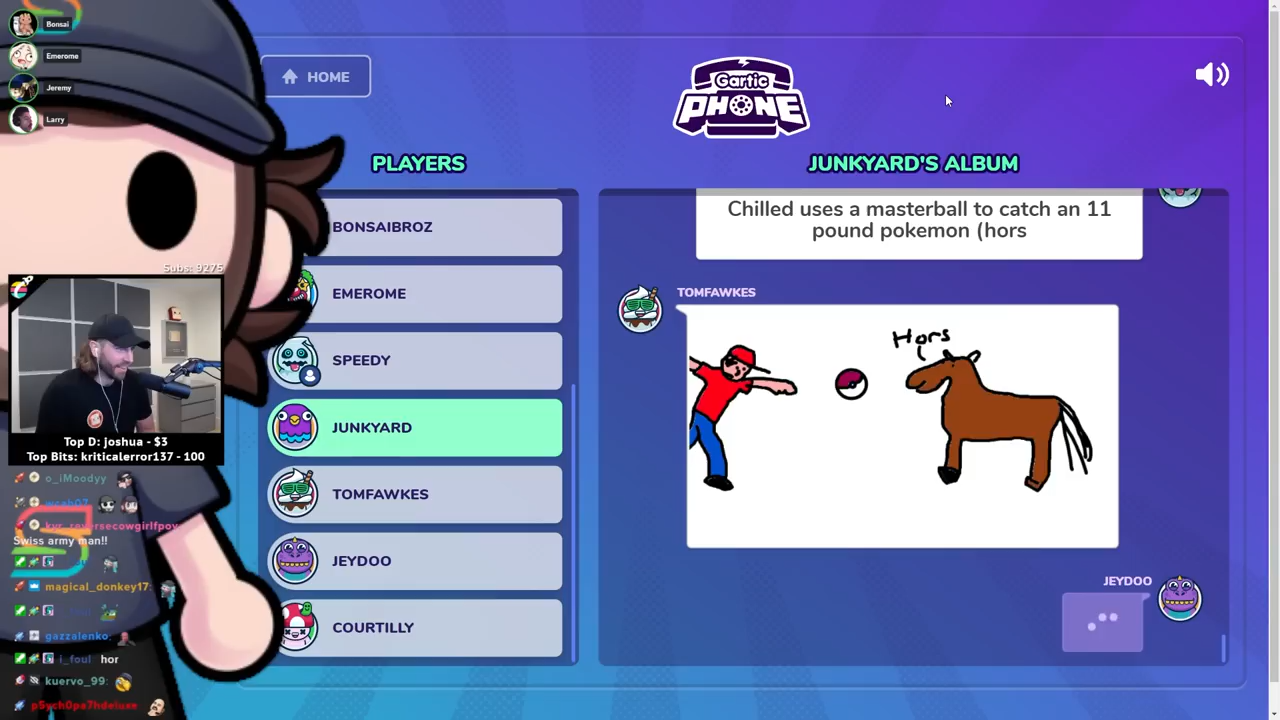 Bonsai
Emerome
Jeremy
Larry
HOME
Gartic
PHONE
PLAYERS
BONSAIBROZ
EMEROME
SPEEDY
JUNKYARD
TOMFAWKES
JEYDOO
COURTILLY
JUNKYARD'S ALBUM
Chilled uses a masterball to catch an 11
pound pokemon (hors
TOMFAWKES
Hors
JEYDOO
Subs: 9275
Top D: joshua - $3
Top Bits: kriticalerror137 - 100
o_iMoodyy
wcah07
Swiss army man!!
magical_donkey17:
gazzalenko:
i_foul hor
kuervo_99: